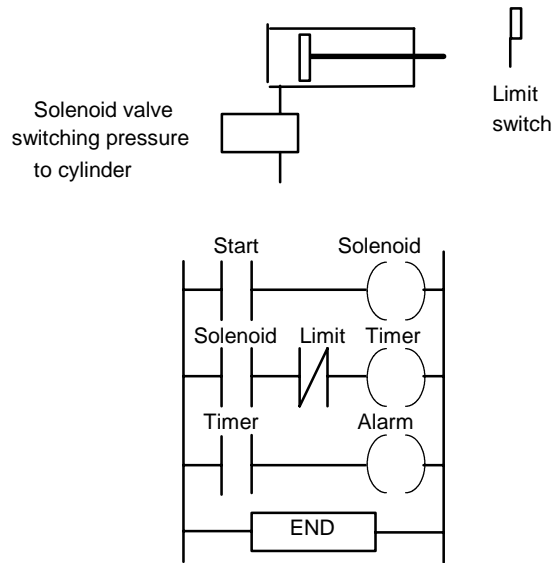 Solenoid valve
switching pressure
to cylinder
Limit
switch
Start Solenoid
Solenoid Limit Timer
Timer Alarm
END